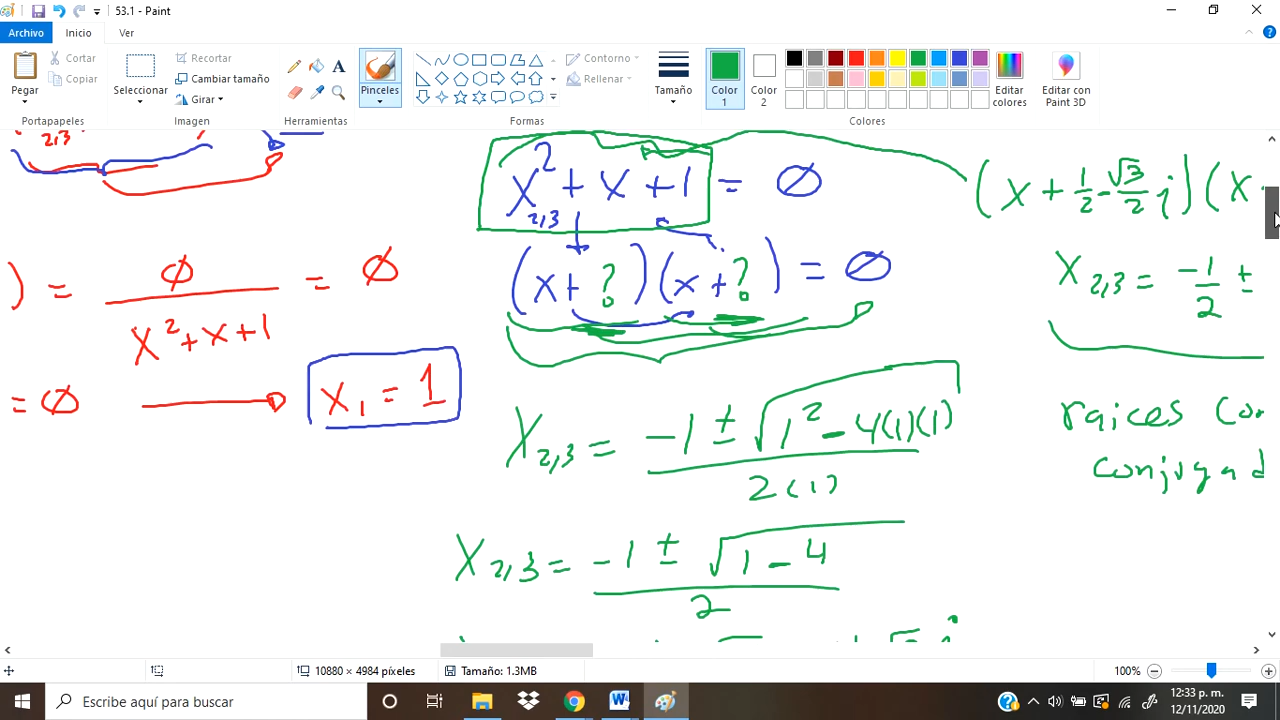 53.1 - Paint
Archivo Inicio Ver
Pegar Cortar Copiar
Seleccionar Recortar Cambiar tamaño Girar
Pinceles
Contorno
Rellenar
Tamaño
Color 1
Color 2
Editar colores
Editar con Paint 3D
Portapapeles Imagen Herramientas Formas Colores
2,3
x² + x + 1 = ∅
2,3
(x + 1/2 - √3/2 i) (x
(x + ?) (x + ?) = ∅
) = ∅ / x² + x + 1 = ∅
x2,3 = -1/2 ±
= ∅ → x1 = 1
x2,3 = -1 ± √1² - 4(1)(1) / 2(1)
raices co
conjugad
x2,3 = -1 ± √1 - 4 / 2
10880 × 4984 píxeles Tamaño: 1.3MB 100%
Escribe aquí para buscar
12:33 p. m.
12/11/2020